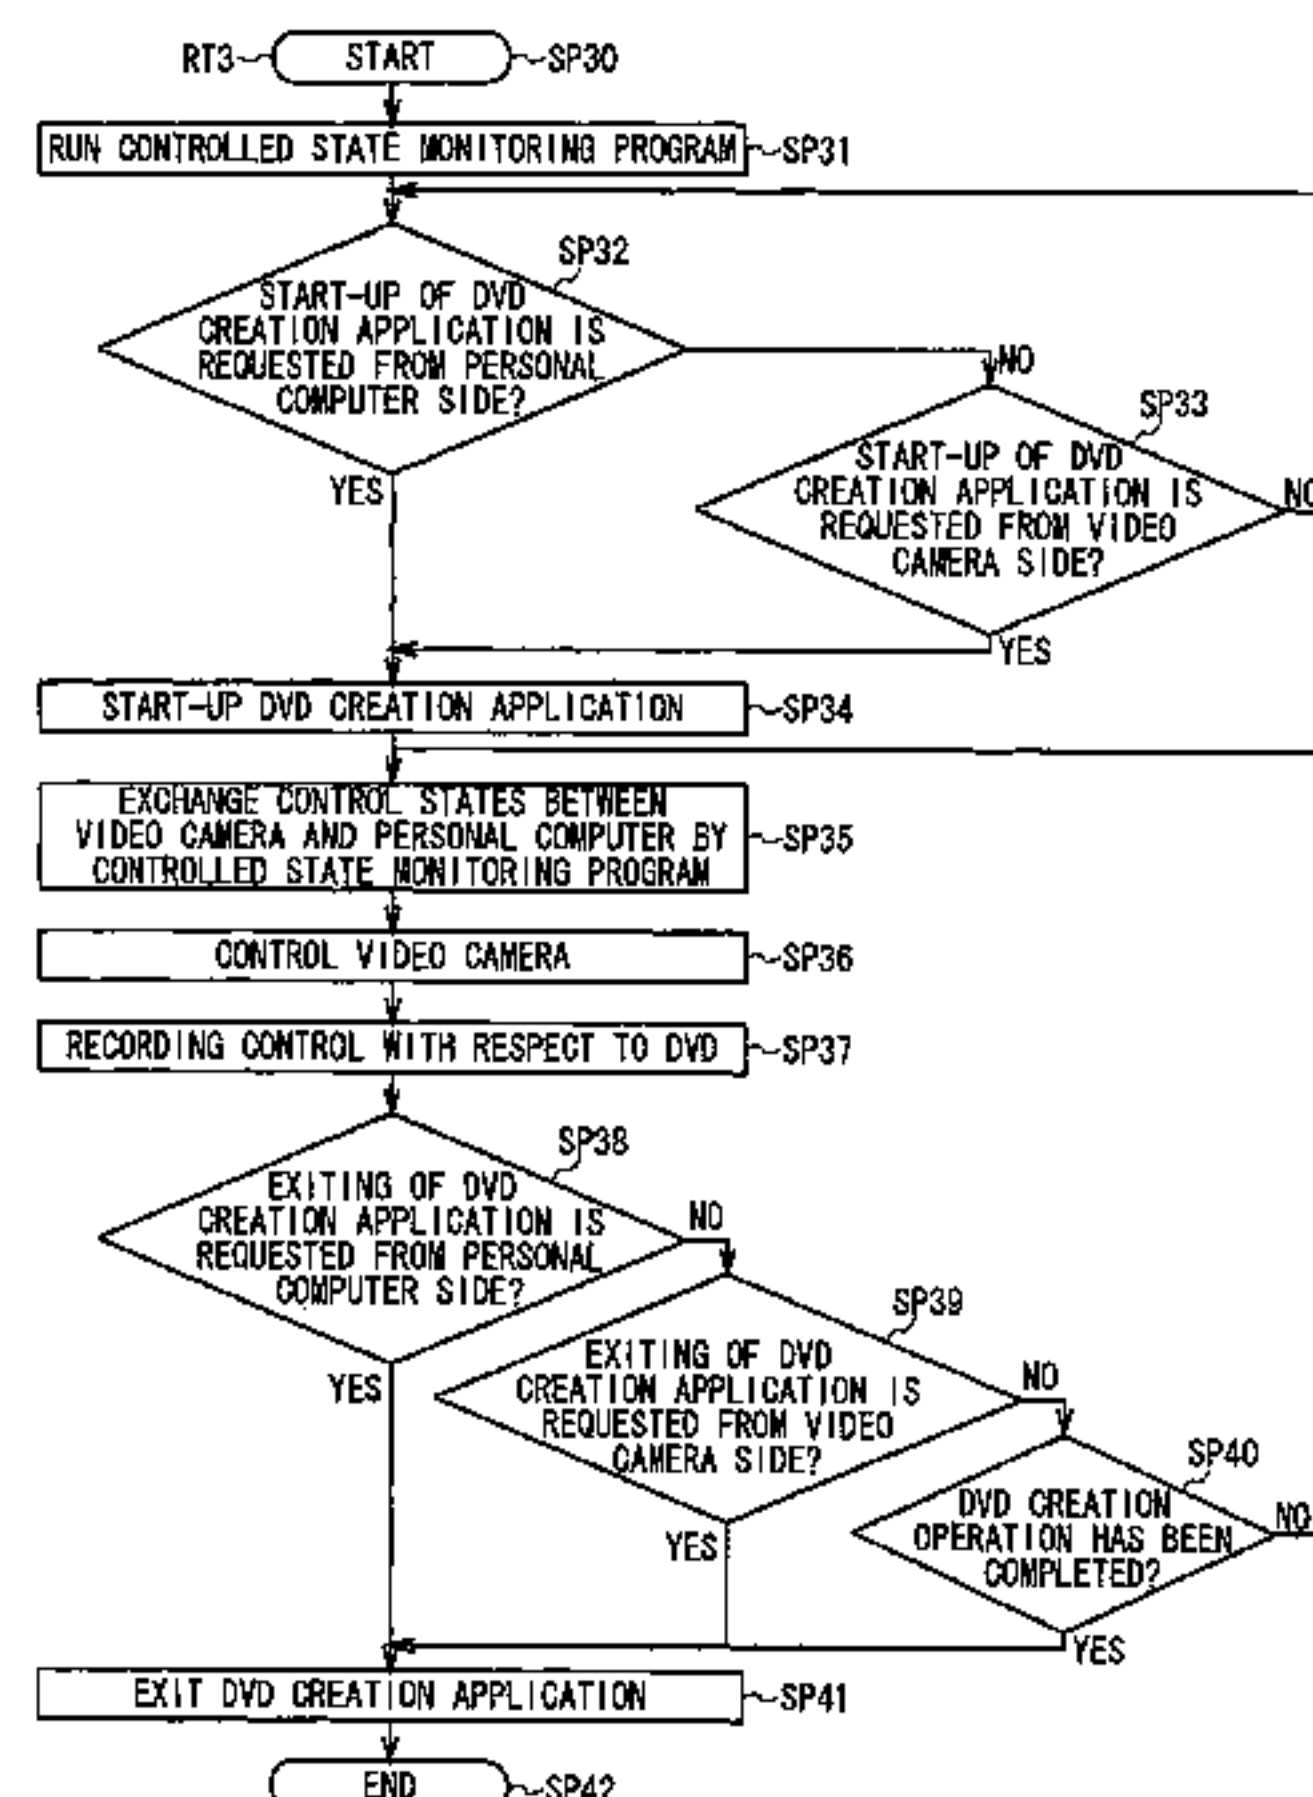 RT3 START SP30
RUN CONTROLLED STATE MONITORING PROGRAM SP31
SP32
START-UP OF DVD
CREATION APPLICATION IS
REQUESTED FROM PERSONAL
COMPUTER SIDE?
NO
YES
SP33
START-UP OF DVD
CREATION APPLICATION IS
REQUESTED FROM VIDEO
CAMERA SIDE?
NO
YES
START-UP DVD CREATION APPLICATION SP34
EXCHANGE CONTROL STATES BETWEEN
VIDEO CAMERA AND PERSONAL COMPUTER BY
CONTROLLED STATE MONITORING PROGRAM
SP35
CONTROL VIDEO CAMERA SP36
RECORDING CONTROL WITH RESPECT TO DVD SP37
SP38
EXITING OF DVD
CREATION APPLICATION IS
REQUESTED FROM PERSONAL
COMPUTER SIDE?
NO
YES
SP39
EXITING OF DVD
CREATION APPLICATION IS
REQUESTED FROM VIDEO
CAMERA SIDE?
NO
YES
SP40
DVD CREATION
OPERATION HAS BEEN
COMPLETED?
NO
YES
EXIT DVD CREATION APPLICATION SP41
END SP42